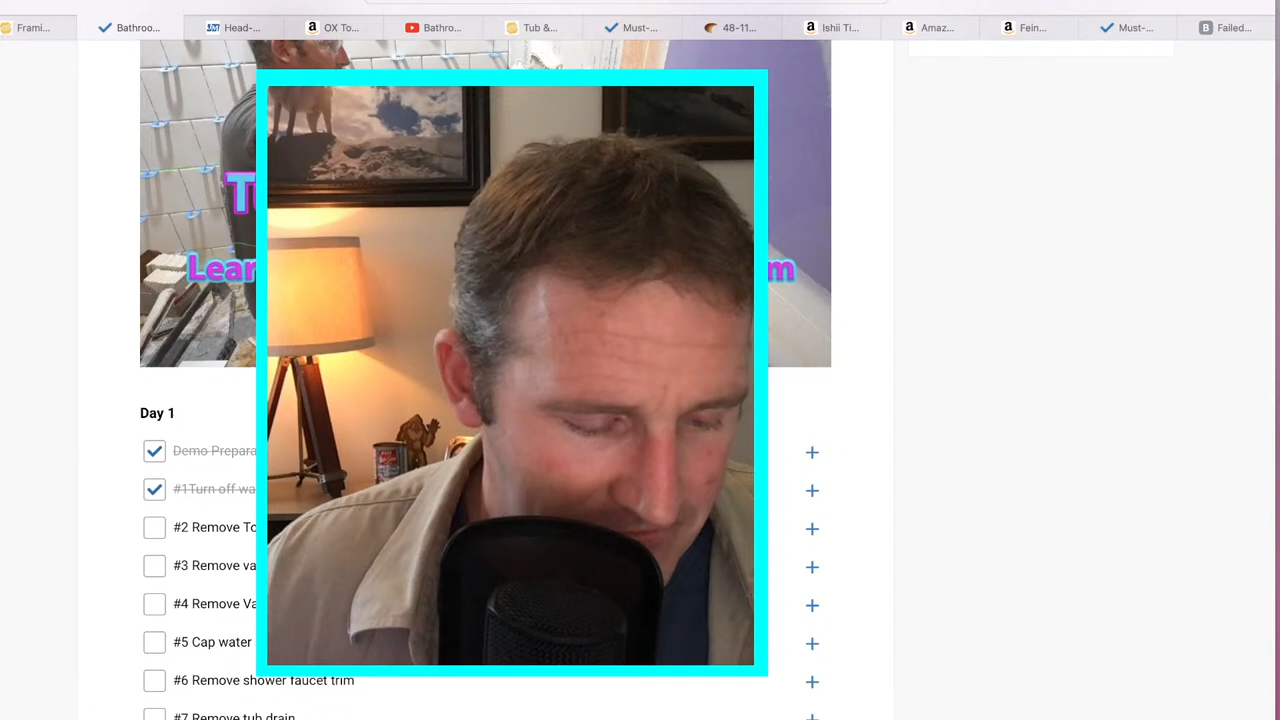 Frami...
Bathroo...
Head-...
OX To...
Bathro...
Tub &...
Must-...
48-11...
Ishii Ti...
Amaz...
Fein...
Must-...
Failed...
T
Lear
m
Day 1
Demo Prepara
#1Turn off wa
#2 Remove To
#3 Remove va
#4 Remove Va
#5 Cap water
#6 Remove shower faucet trim
#7 Remove tub drain